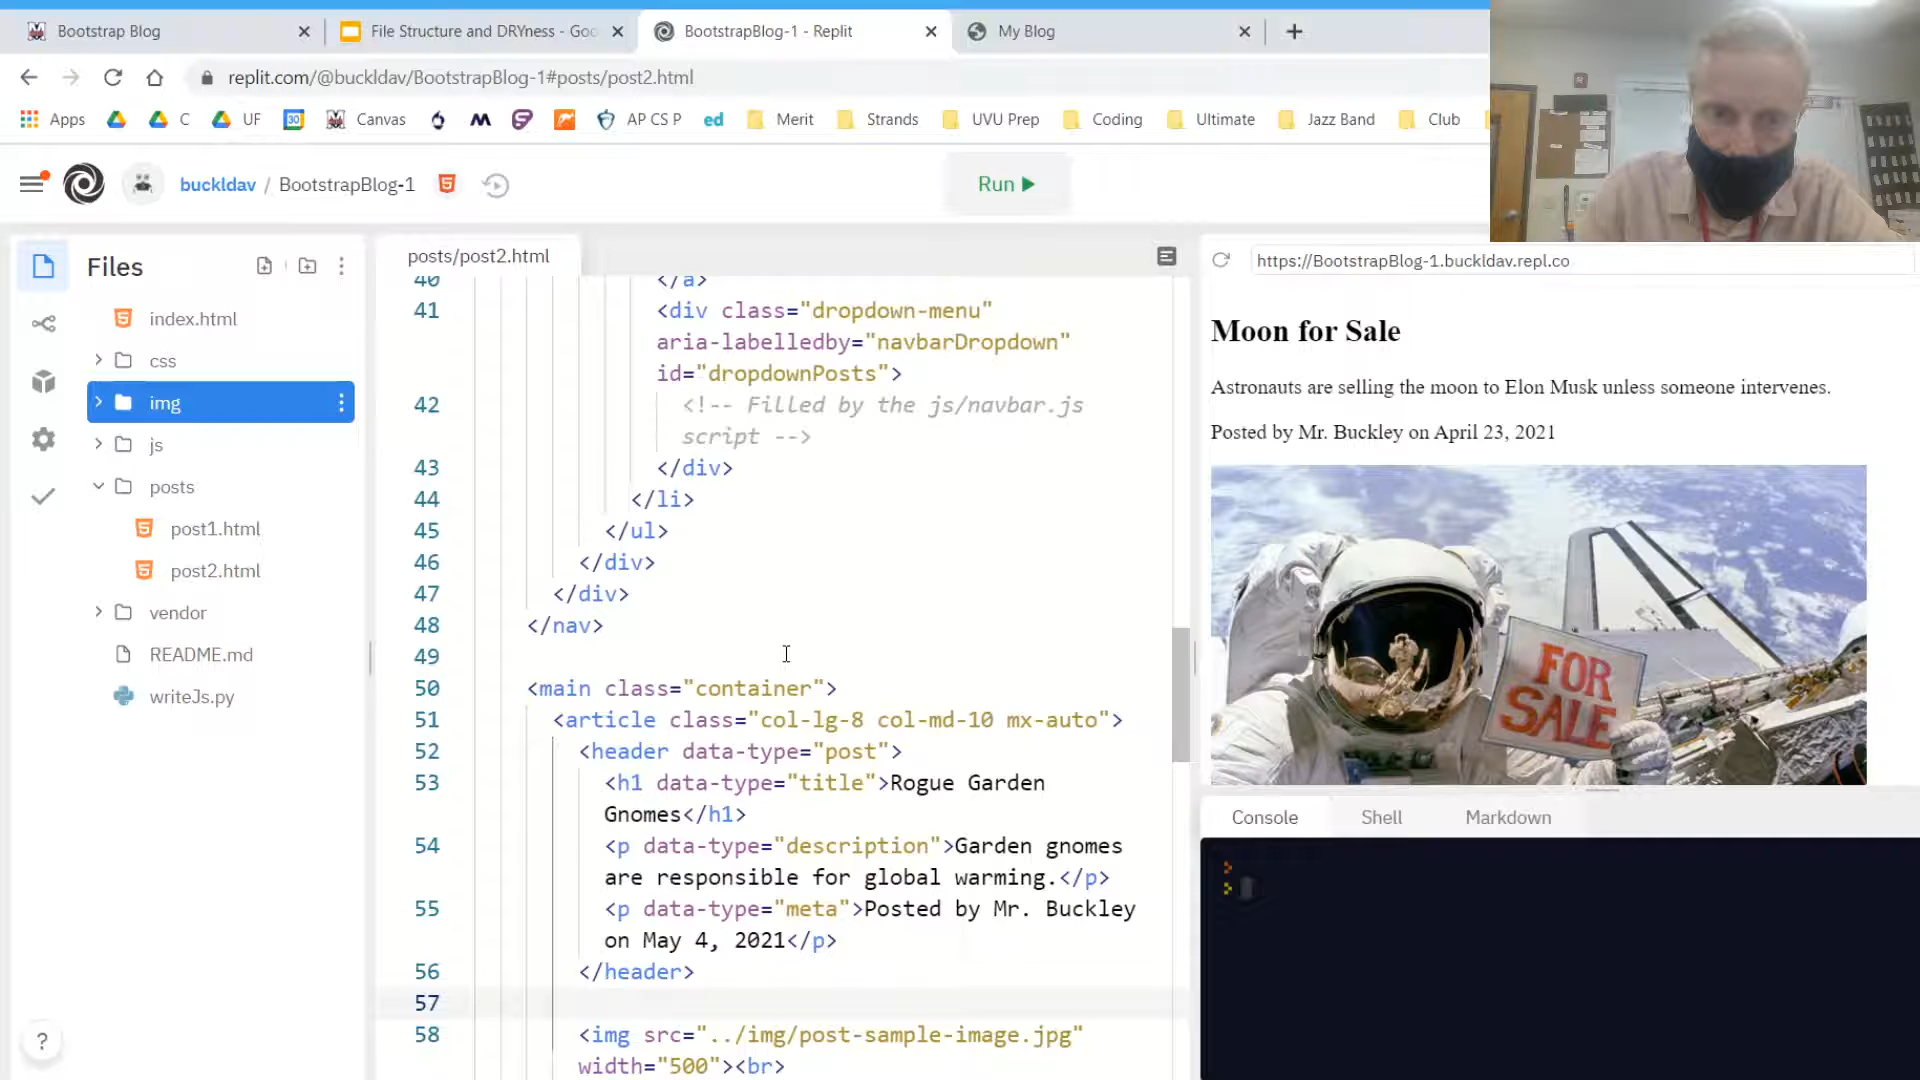 Bootstrap Blog
File Structure and DRYness - Goo
BootstrapBlog-1 - Replit
My Blog
replit.com/@buckldav/BootstrapBlog-1#posts/post2.html
Apps
C
UF
30
Canvas
AP CS P
ed
Merit
Strands
UVU Prep
Coding
Ultimate
Jazz Band
Club
buckldav / BootstrapBlog-1
Run
Files
index.html
css
img
js
posts
post1.html
post2.html
vendor
README.md
writeJs.py
?
posts/post2.html
40 </a>
41 <div class="dropdown-menu"
aria-labelledby="navbarDropdown"
id="dropdownPosts">
42 <!-- Filled by the js/navbar.js
script -->
43 </div>
44 </li>
45 </ul>
46 </div>
47 </div>
48 </nav>
49
50 <main class="container">
51 <article class="col-lg-8 col-md-10 mx-auto">
52 <header data-type="post">
53 <h1 data-type="title">Rogue Garden
Gnomes</h1>
54 <p data-type="description">Garden gnomes
are responsible for global warming.</p>
55 <p data-type="meta">Posted by Mr. Buckley
on May 4, 2021</p>
56 </header>
57
58 <img src="../img/post-sample-image.jpg"
width="500"><br>
https://BootstrapBlog-1.buckldav.repl.co
Moon for Sale
Astronauts are selling the moon to Elon Musk unless someone intervenes.
Posted by Mr. Buckley on April 23, 2021
FOR
SALE
Console
Shell
Markdown